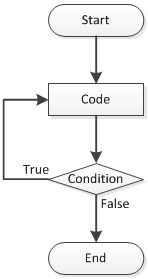 Start
Code
True
Condition
False
End